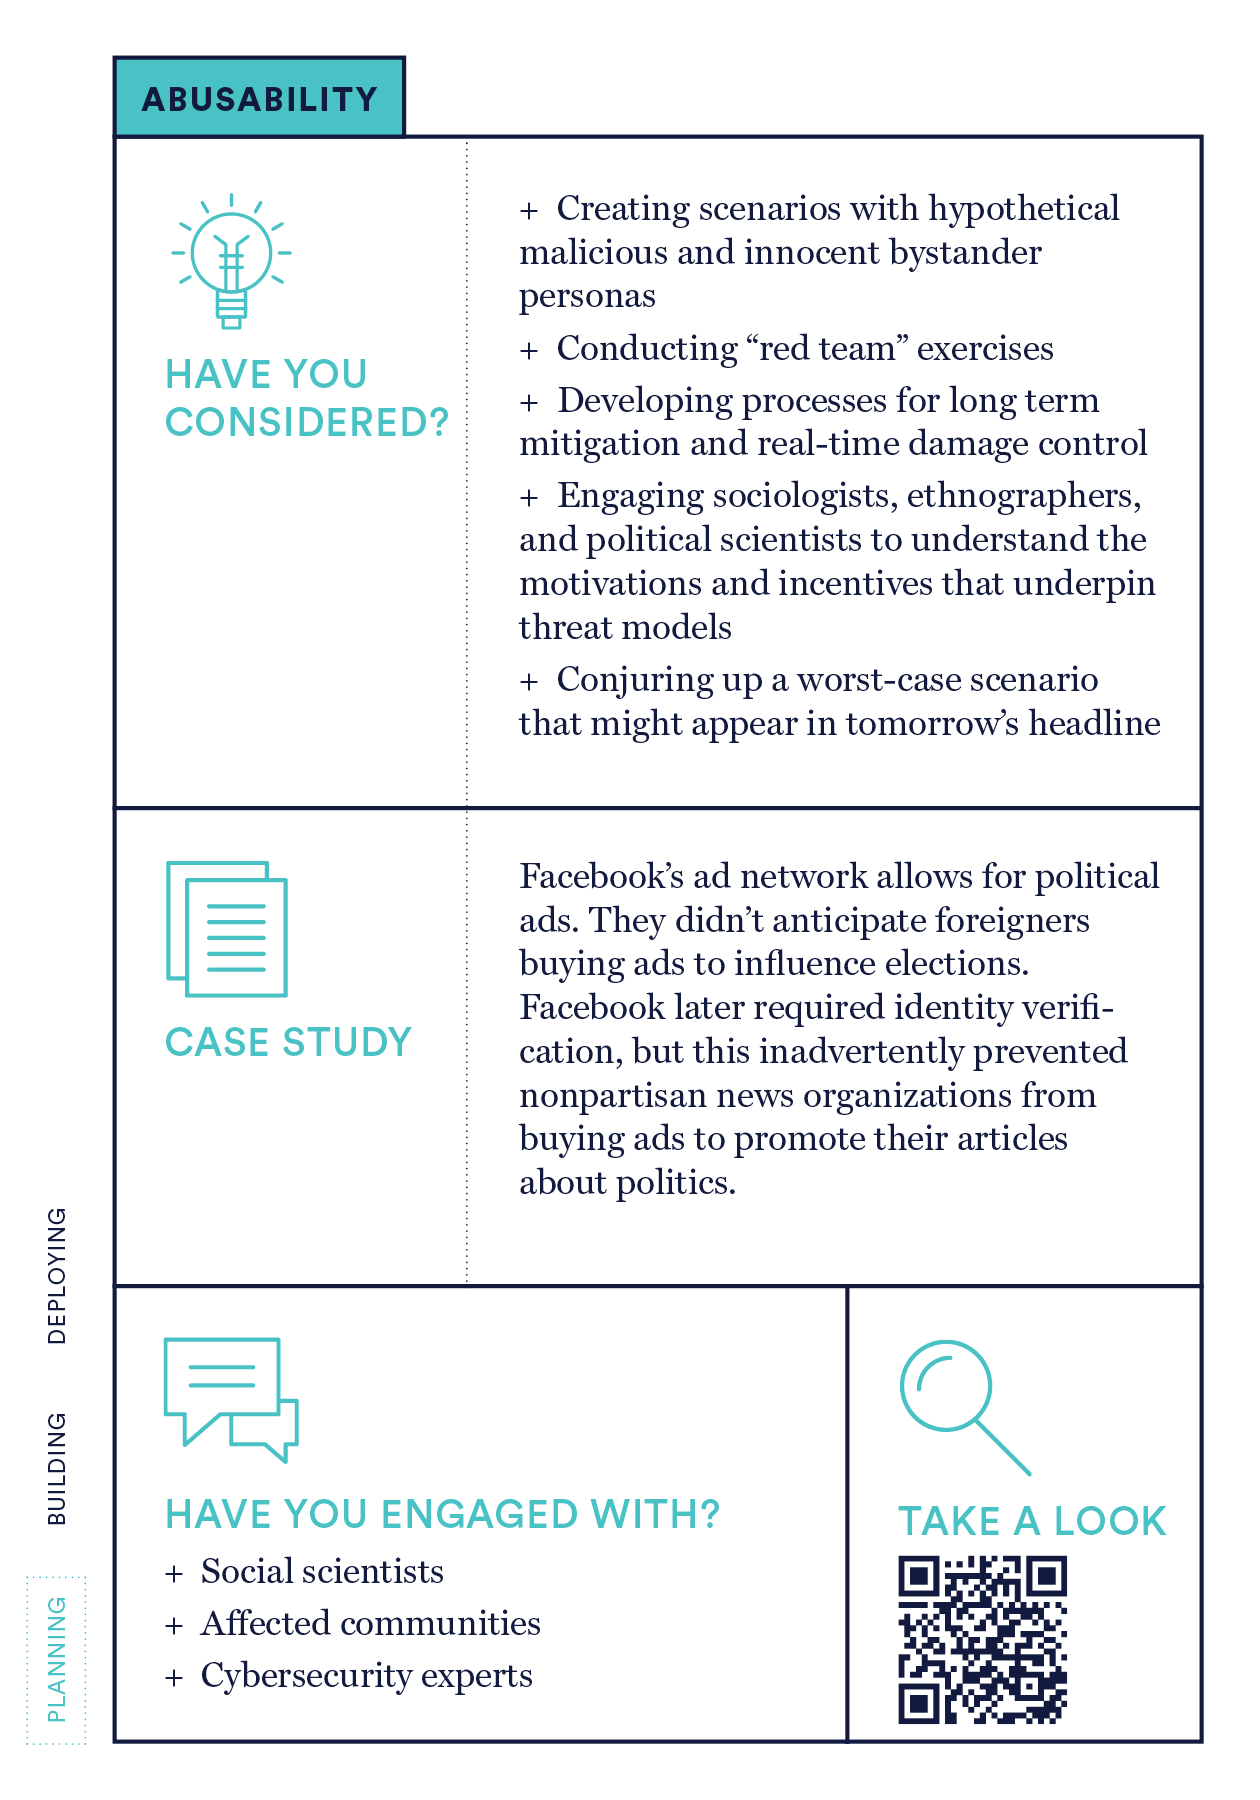 ABUSABILITY
HAVE YOU
CONSIDERED?
+ Creating scenarios with hypothetical
malicious and innocent bystander
personas
+ Conducting “red team” exercises
+ Developing processes for long term
mitigation and real-time damage control
+ Engaging sociologists, ethnographers,
and political scientists to understand the
motivations and incentives that underpin
threat models
+ Conjuring up a worst-case scenario
that might appear in tomorrow’s headline
CASE STUDY
Facebook’s ad network allows for political
ads. They didn’t anticipate foreigners
buying ads to influence elections.
Facebook later required identity verifi-
cation, but this inadvertently prevented
nonpartisan news organizations from
buying ads to promote their articles
about politics.
HAVE YOU ENGAGED WITH?
+ Social scientists
+ Affected communities
+ Cybersecurity experts
TAKE A LOOK
PLANNING
BUILDING
DEPLOYING